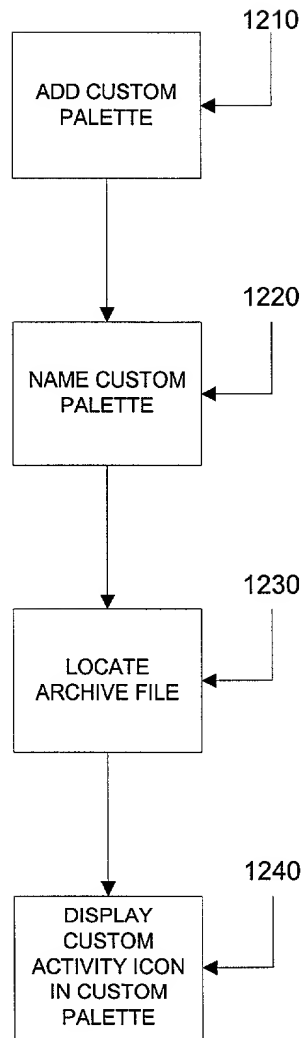 1210
ADD CUSTOM
PALETTE
1220
NAME CUSTOM
PALETTE
1230
LOCATE
ARCHIVE FILE
1240
DISPLAY
CUSTOM
ACTIVITY ICON
IN CUSTOM
PALETTE